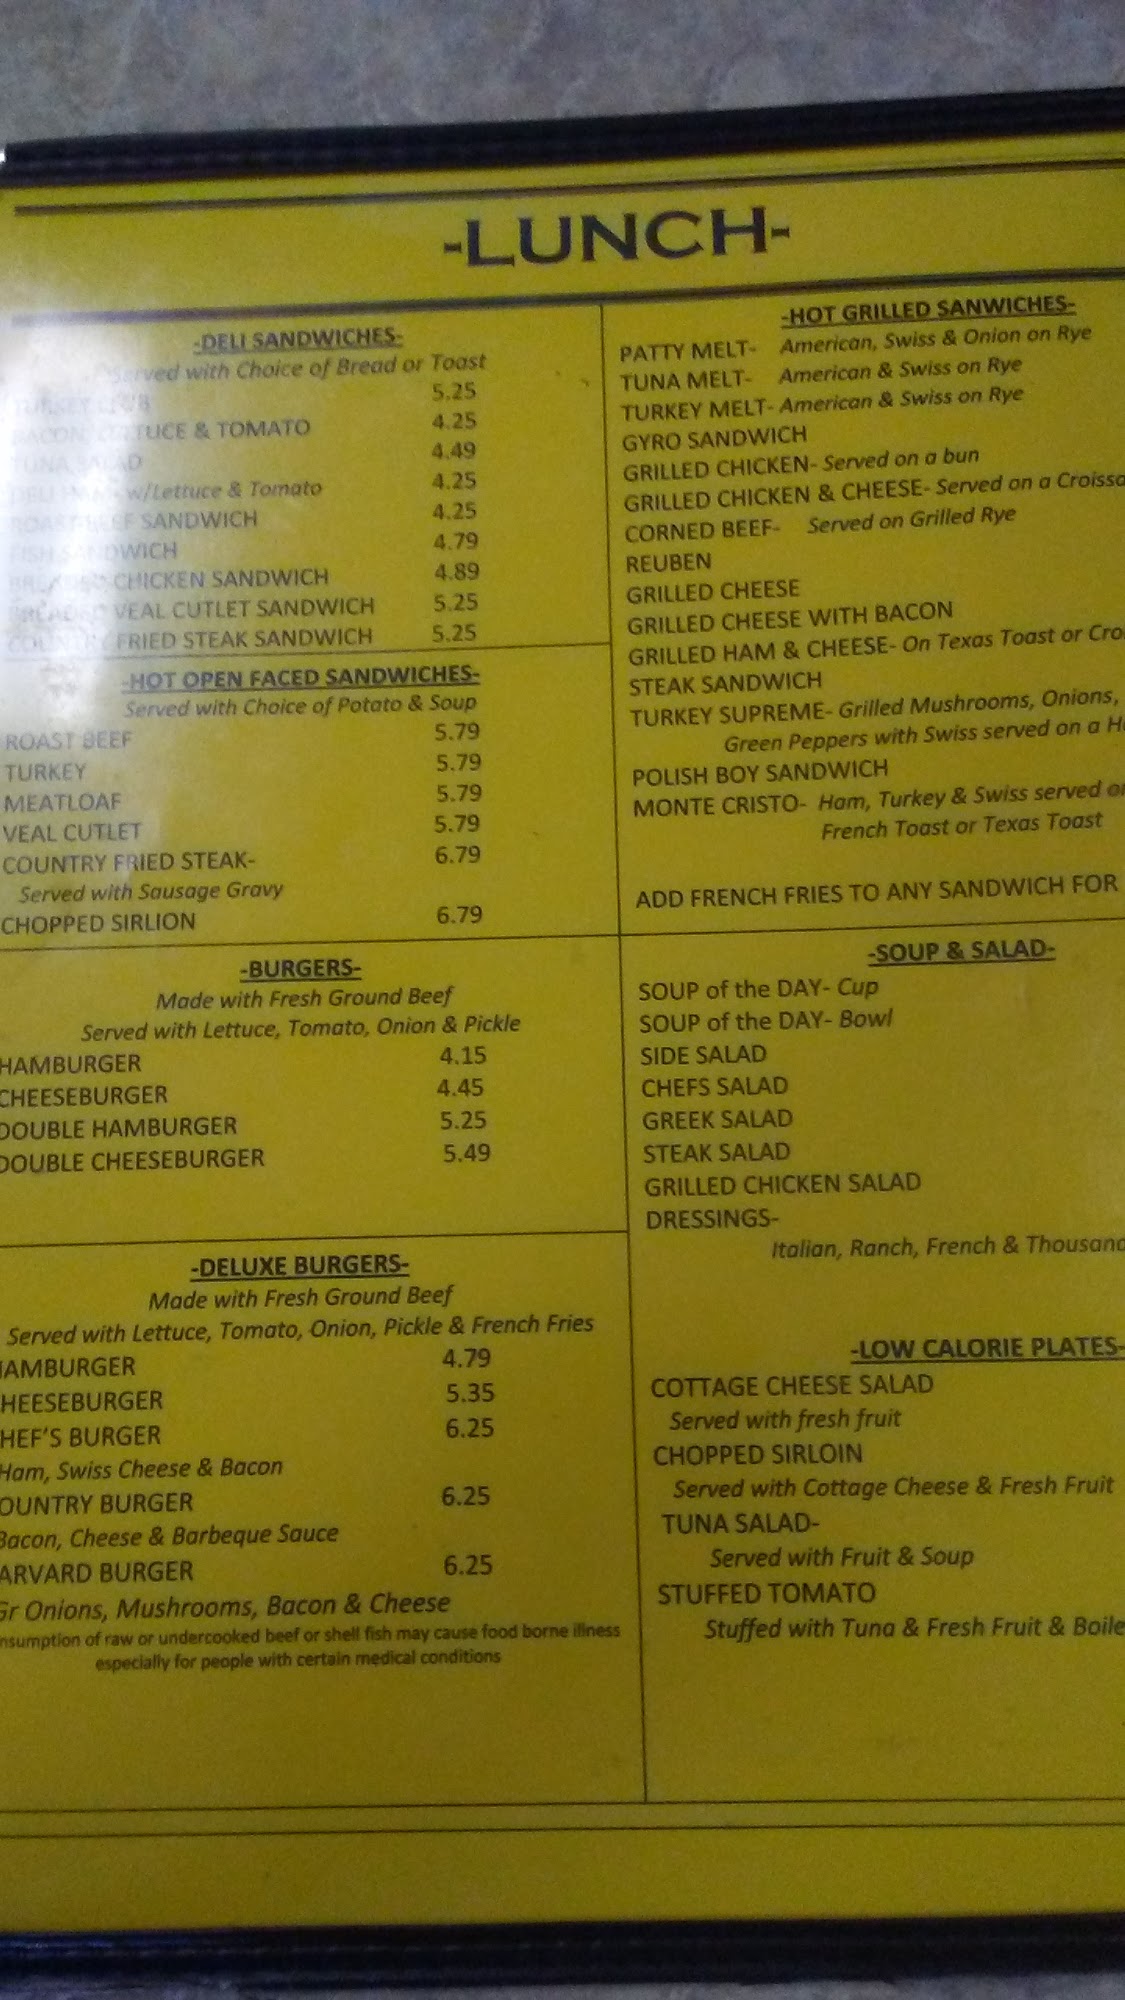 -LUNCH-
-DELI SANDWICHES-
Served with Choice of Bread or Toast
TURKEY CLUB 5.25
BACON, LETTUCE & TOMATO 4.25
TUNA SALAD 4.49
DELI HAM w/Lettuce & Tomato 4.25
ROAST BEEF SANDWICH 4.25
FISH SANDWICH 4.79
BREADED CHICKEN SANDWICH 4.89
BREADED VEAL CUTLET SANDWICH 5.25
COUNTRY FRIED STEAK SANDWICH 5.25
-HOT OPEN FACED SANDWICHES-
Served with Choice of Potato & Soup
ROAST BEEF 5.79
TURKEY 5.79
MEATLOAF 5.79
VEAL CUTLET 5.79
COUNTRY FRIED STEAK- 6.79
Served with Sausage Gravy
CHOPPED SIRLION 6.79
-BURGERS-
Made with Fresh Ground Beef
Served with Lettuce, Tomato, Onion & Pickle
HAMBURGER 4.15
CHEESEBURGER 4.45
DOUBLE HAMBURGER 5.25
DOUBLE CHEESEBURGER 5.49
-DELUXE BURGERS-
Made with Fresh Ground Beef
Served with Lettuce, Tomato, Onion, Pickle & French Fries
HAMBURGER 4.79
HEESEBURGER 5.35
HEF'S BURGER 6.25
Ham, Swiss Cheese & Bacon
OUNTRY BURGER 6.25
Bacon, Cheese & Barbeque Sauce
ARVARD BURGER 6.25
Gr Onions, Mushrooms, Bacon & Cheese
nsumption of raw or undercooked beef or shell fish may cause food borne illness
especially for people with certain medical conditions
-HOT GRILLED SANWICHES-
PATTY MELT- American, Swiss & Onion on Rye
TUNA MELT- American & Swiss on Rye
TURKEY MELT- American & Swiss on Rye
GYRO SANDWICH
GRILLED CHICKEN- Served on a bun
GRILLED CHICKEN & CHEESE- Served on a Croissa
CORNED BEEF- Served on Grilled Rye
REUBEN
GRILLED CHEESE
GRILLED CHEESE WITH BACON
GRILLED HAM & CHEESE- On Texas Toast or Cro
STEAK SANDWICH
TURKEY SUPREME- Grilled Mushrooms, Onions,
Green Peppers with Swiss served on a H
POLISH BOY SANDWICH
MONTE CRISTO- Ham, Turkey & Swiss served on
French Toast or Texas Toast
ADD FRENCH FRIES TO ANY SANDWICH FOR
-SOUP & SALAD-
SOUP of the DAY- Cup
SOUP of the DAY- Bowl
SIDE SALAD
CHEFS SALAD
GREEK SALAD
STEAK SALAD
GRILLED CHICKEN SALAD
DRESSINGS-
Italian, Ranch, French & Thousand
-LOW CALORIE PLATES-
COTTAGE CHEESE SALAD
Served with fresh fruit
CHOPPED SIRLOIN
Served with Cottage Cheese & Fresh Fruit
TUNA SALAD-
Served with Fruit & Soup
STUFFED TOMATO
Stuffed with Tuna & Fresh Fruit & Boile